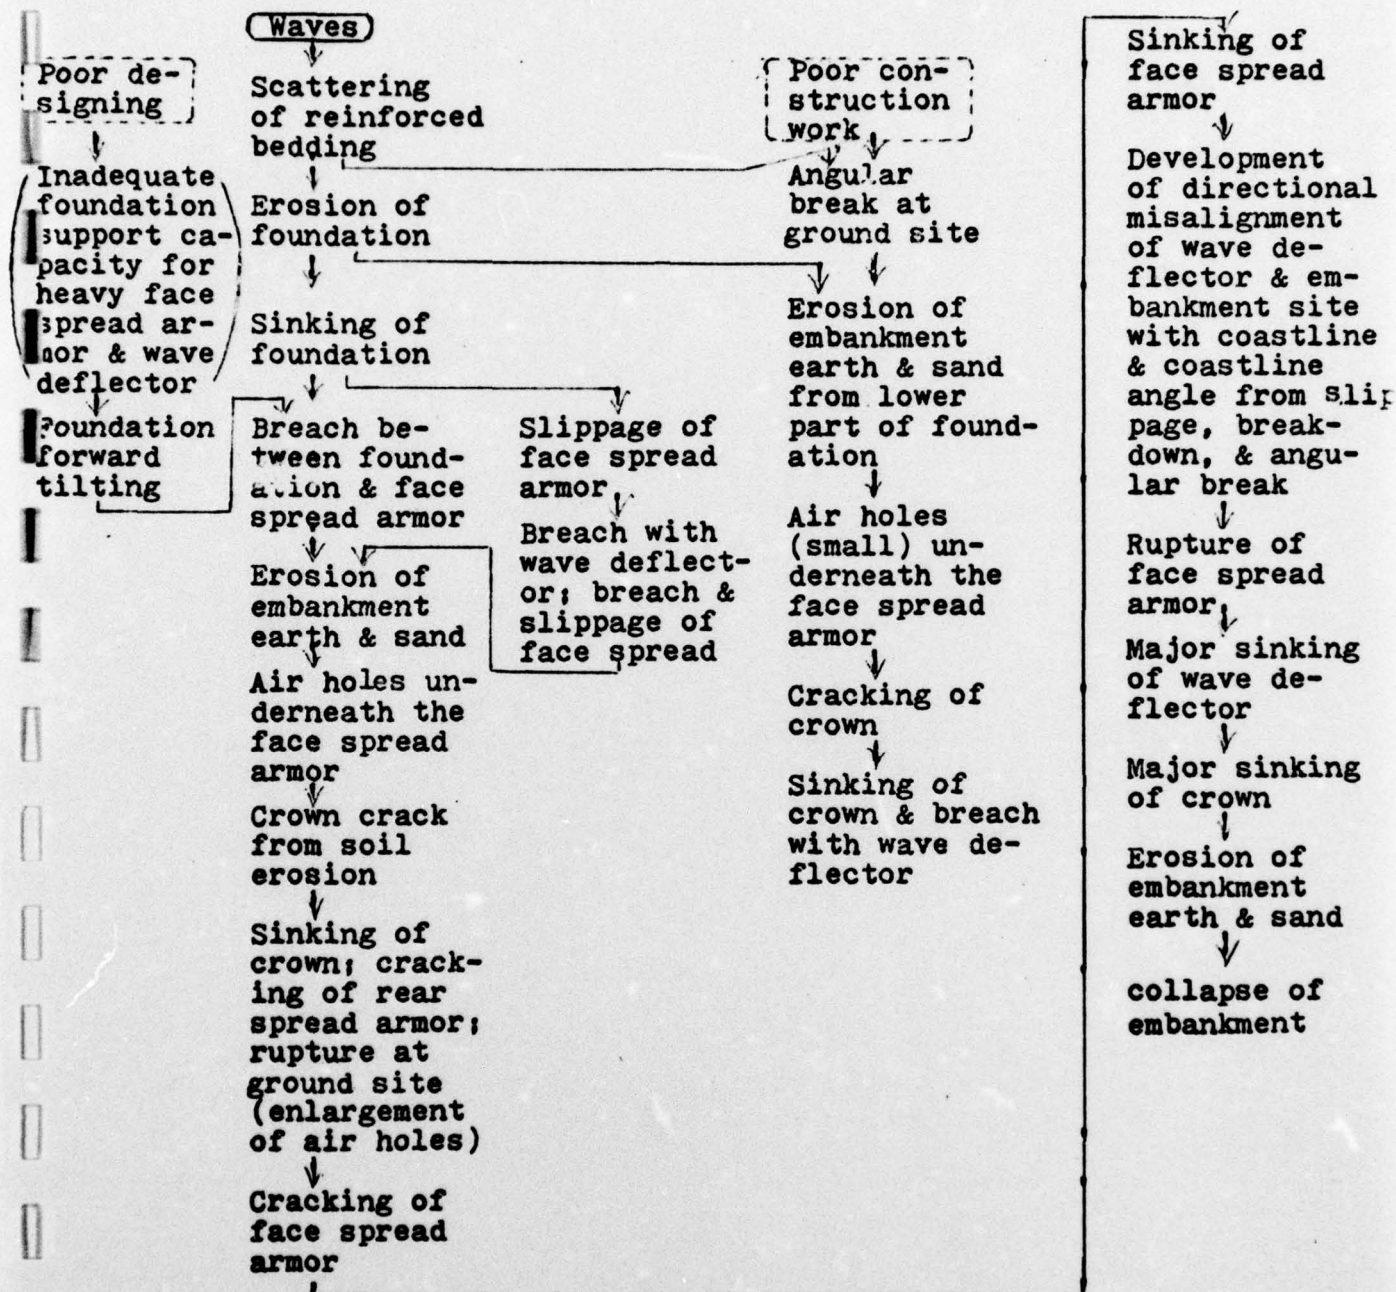 Waves
Poor de-
signing
Inadequate
foundation
support ca-
pacity for
heavy face
spread ar-
mor & wave
deflector
Foundation
forward
tilting
Scattering
of reinforced
bedding
Erosion of
foundation
Sinking of
foundation
Breach be-
tween found-
ation & face
spread armor
Erosion of
embankment
earth & sand
Air holes un-
derneath the
face spread
armor
Crown crack
from soil
erosion
Sinking of
crown; crack-
ing of rear
spread armor;
rupture at
ground site
(enlargement
of air holes)
Cracking of
face spread
armor
Slippage of
face spread
armor
Breach with
wave deflect-
or; breach &
slippage of
face spread
Poor con-
struction
work
Angular
break at
ground site
Erosion of
embankment
earth & sand
from lower
part of found-
ation
Air holes
(small) un-
derneath the
face spread
armor
Cracking of
crown
Sinking of
crown & breach
with wave de-
flector
Sinking of
face spread
armor
Development
of directional
misalignment
of wave de-
flector & em-
bankment site
with coastline
& coastline
angle from slip
page, break-
down, & angu-
lar break
Rupture of
face spread
armor
Major sinking
of wave de-
flector
Major sinking
of crown
Erosion of
embankment
earth & sand
collapse of
embankment